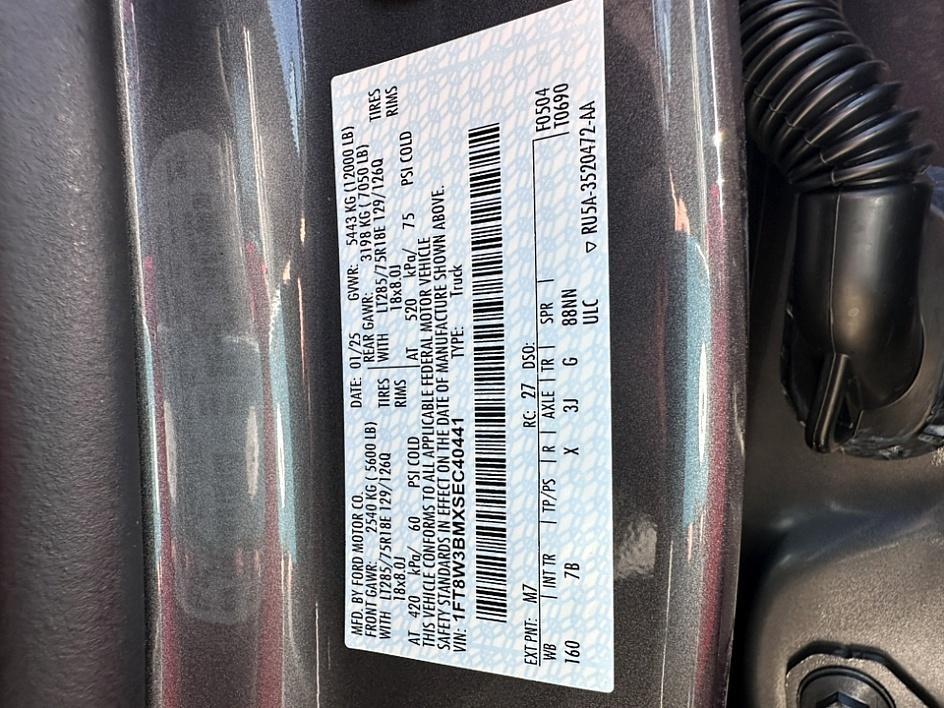 MFD. BY FORD MOTOR CO. DATE: 01/25 GVWR: 5443 KG (12000 LB)
FRONT GAWR: 2540 KG ( 5600 LB) REAR GAWR: 3198 KG ( 7050 LB)
WITH LT285/75R18E 129/126Q TIRES WITH LT285/75R18E 129/126Q TIRES
18x8.0J RIMS 18x8.0J RIMS
AT 420 kPa/ 60 PSI COLD AT 520 kPa/ 75 PSI COLD
THIS VEHICLE CONFORMS TO ALL APPLICABLE FEDERAL MOTOR VEHICLE
SAFETY STANDARDS IN EFFECT ON THE DATE OF MANUFACTURE SHOWN ABOVE.
VIN: 1FT8W3BMXSEC40441 TYPE: Truck
EXT PNT: M7 RC: 27 DSO: F0504
WB INT TR TP/PS R AXLE TR SPR T0690
160 7B X 3J G 88NN
ULC ▽ RU5A-3520472-AA